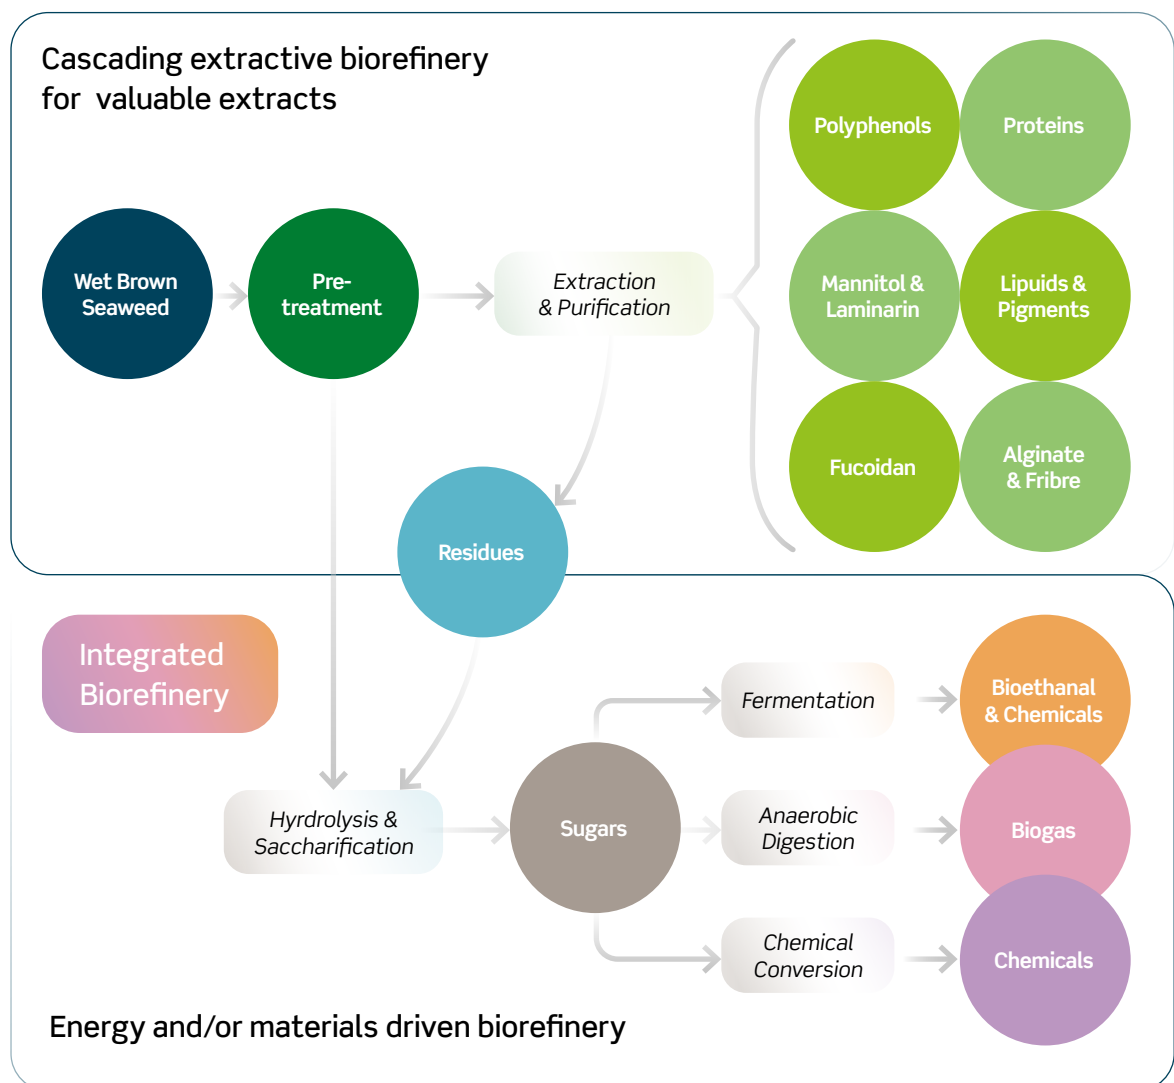 Cascading extractive biorefinery
for valuable extracts
Polyphenols
Proteins
Wet Brown
Seaweed
Pre-
treatment
Extraction
& Purification
Mannitol &
Laminarin
Lipuids &
Pigments
Fucoidan
Alginate
& Fribre
Residues
Integrated
Biorefinery
Fermentation
Bioethanal
& Chemicals
Hyrdrolysis &
Saccharification
Sugars
Anaerobic
Digestion
Biogas
Chemical
Conversion
Chemicals
Energy and/or materials driven biorefinery